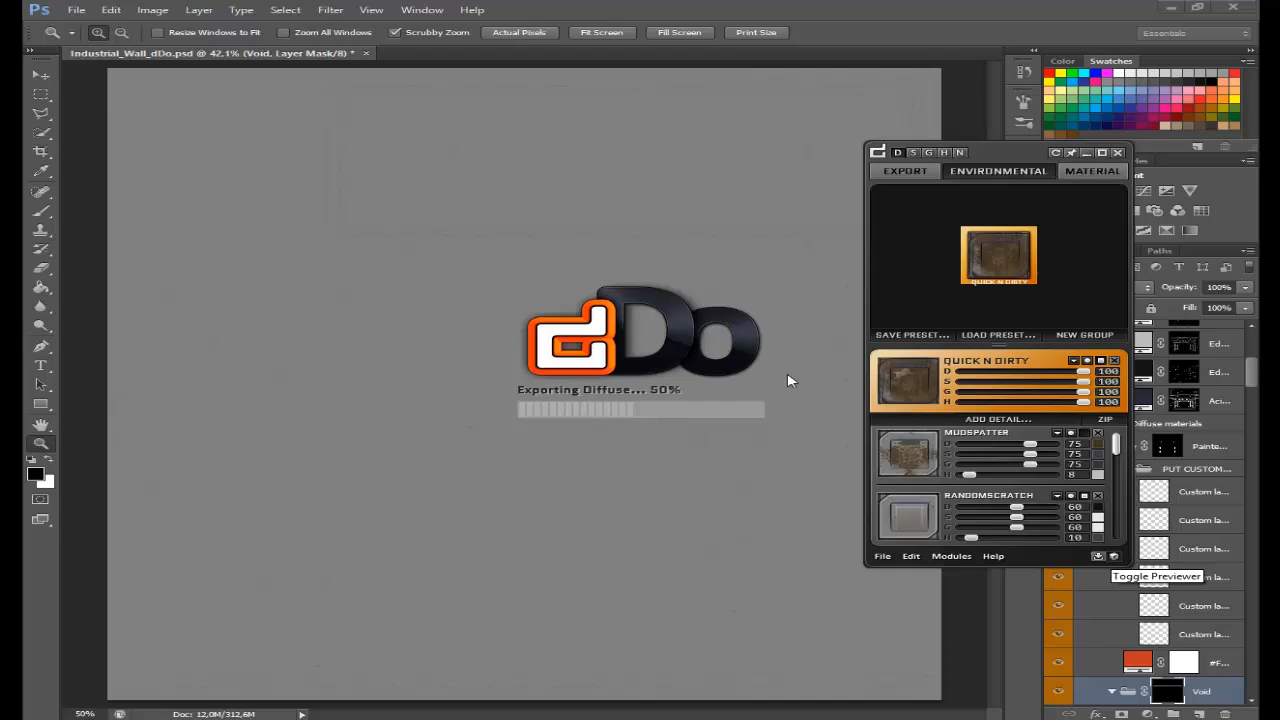 Ps File Edit Image Layer Type Select Filter View Window Help
Resize Windows to Fit Zoom All Windows Scrubby Zoom Actual Pixels Fit Screen Fill Screen Print Size Essentials
Industrial_Wall_dDo.psd @ 42,1% (Void, Layer Mask/8) * ×
Color Swatches
D S G H N
EXPORT ENVIRONMENTAL MATERIAL
QUICK N DIRTY
SAVE PRESET... LOAD PRESET... NEW GROUP
QUICK N DIRTY
D 100
S 100
G 100
H 100
ADD DETAIL... ZIP
MUDSPATTER
D 75
S 75
G 75
H 8
RANDOMSCRATCH
D 60
S 60
G 60
H 10
File Edit Modules Help
Toggle Previewer
dDo
Exporting Diffuse... 50%
Paths
Opacity: 100%
Fill: 100%
Ed...
Ed...
Aci...
Diffuse materials
Painte...
PUT CUSTOM...
Custom la...
Custom la...
Custom la...
Custom la...
Custom la...
#F...
Void
50% Doc: 12,0M/312,6M